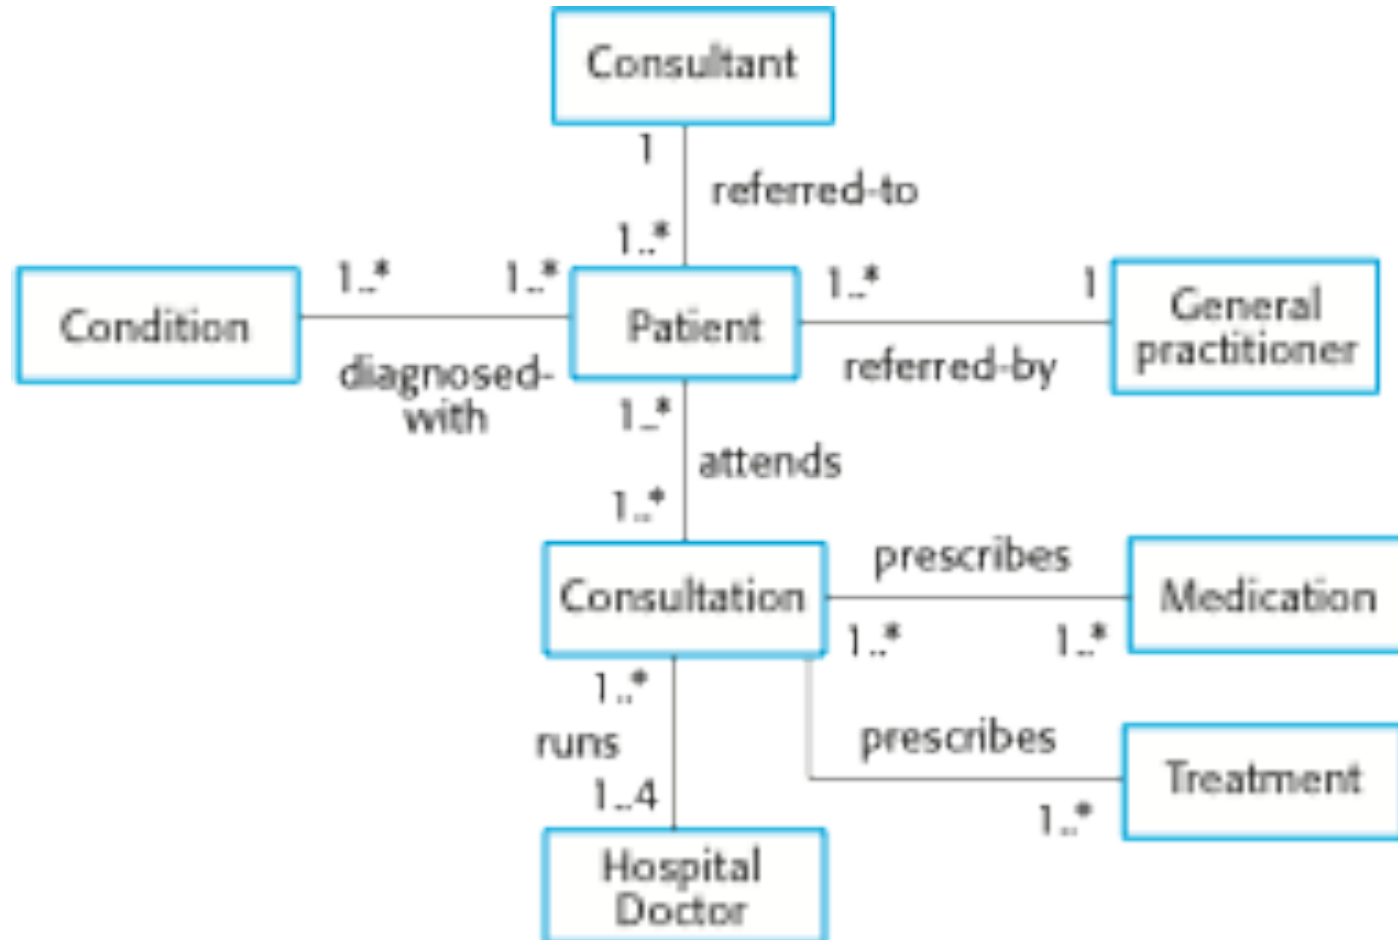 Consultant
1
referred-to
1..*
1..*
1..*
1..*
1
Condition
Patient
General
practitioner
diagnosed-
with
referred-by
1..*
attends
1..*
prescribes
Consultation
Medication
1..*
1..*
1..*
runs
prescribes
Treatment
1..4
1..*
Hospital
Doctor